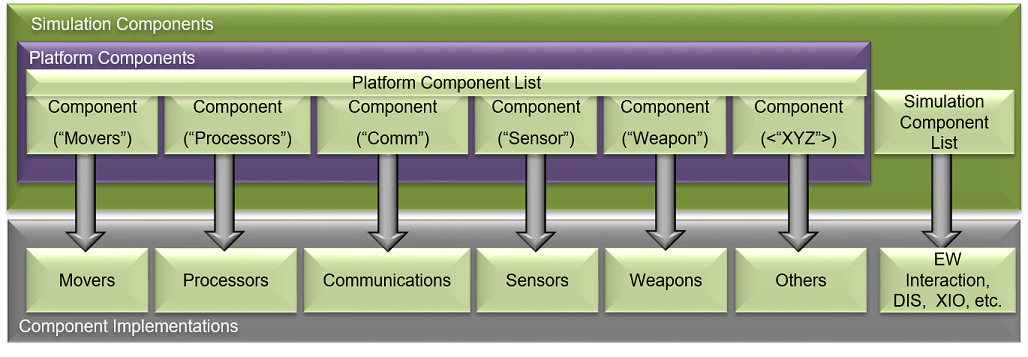 Simulation Components
Platform Components
Platform Component List
Component
("Movers")
Component
("Processors")
Component
("Comm")
Component
("Sensor")
Component
("Weapon")
Component
(<"XYZ">)
Simulation
Component
List
Movers
Processors
Communications
Sensors
Weapons
Others
EW
Interaction,
DIS, XIO, etc.
Component Implementations